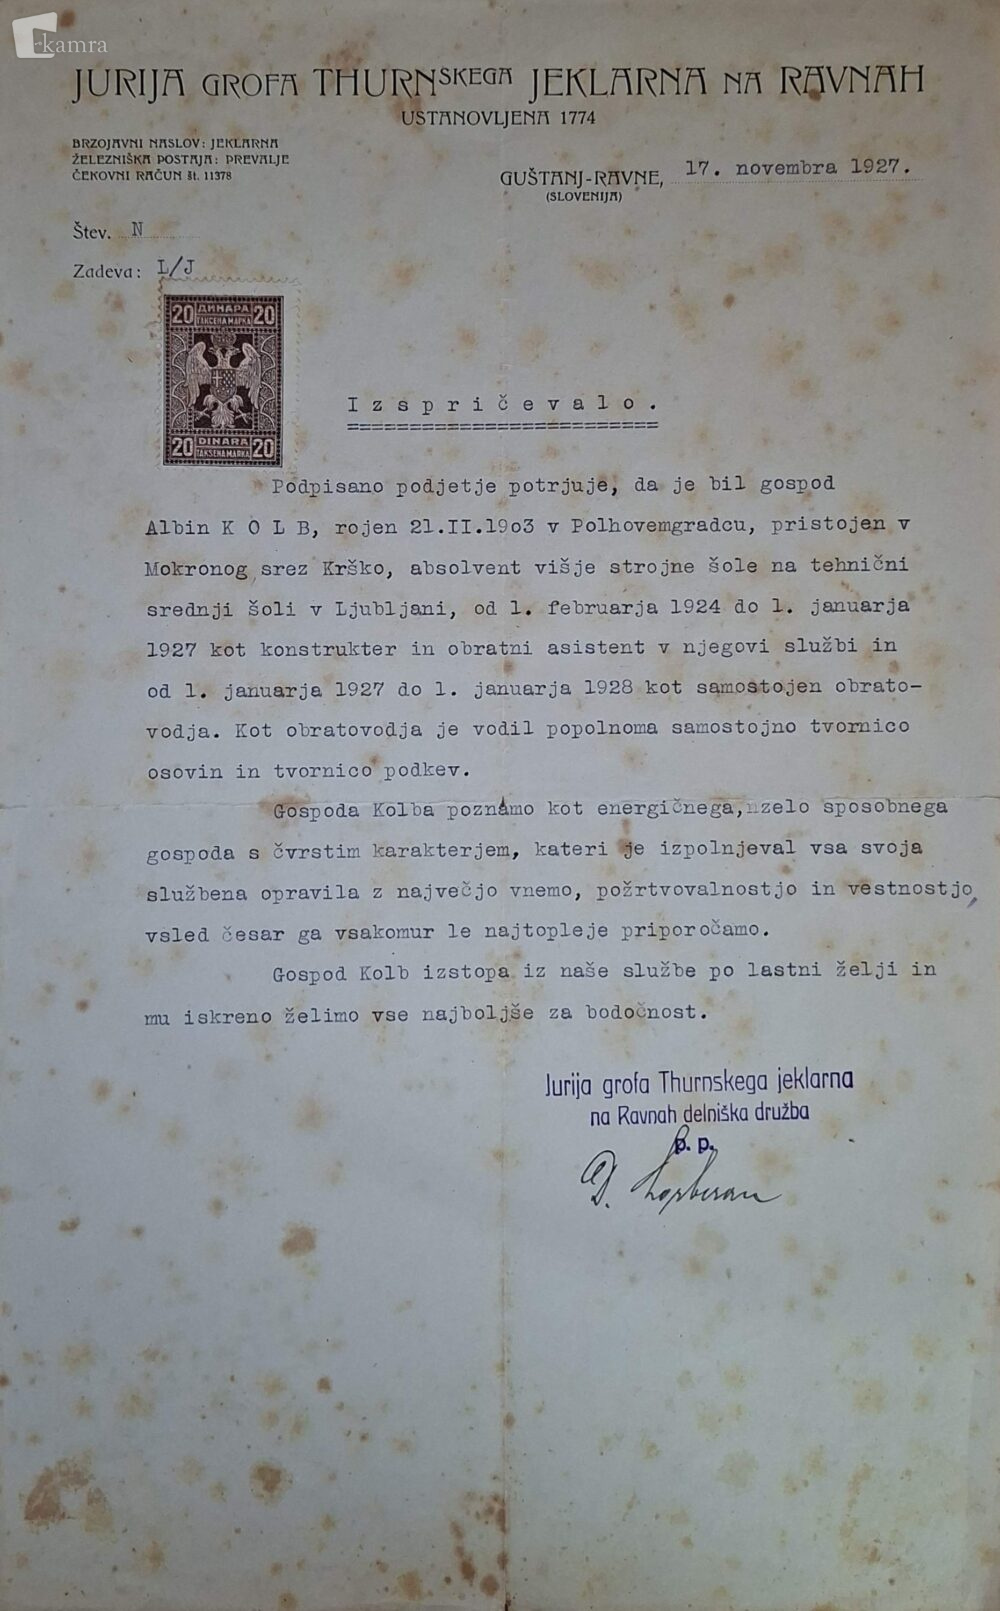 kamra
JURIJA GROFA THURNSKEGA JEKLARNA NA RAVNAH
USTANOVLJENA 1774
BRZOJAVNI NASLOV: JEKLARNA
ŽELEZNIŠKA POSTAJA: PREVALJE
ČEKOVNI RAČUN št. 11378
GUŠTANJ-RAVNE, 17. novembra 1927.
(SLOVENIJA)
Štev. N
Zadeva: L/J
20 ДИНАРА 20
ТАКСЕНА МАРКА
20 DINARA 20
TAKSENA MARKA
Izspričevalo.
=========================
Podpisano podjetje potrjuje, da je bil gospod
Albin K O L B, rojen 21.II.19o3 v Polhovemgradcu, pristojen v
Mokronog srez Krško, absolvent višje strojne šole na tehnični
srednji šoli v Ljubljani, od 1. februarja 1924 do 1. januarja
1927 kot konstrukter in obratni asistent v njegovi službi in
od 1. januarja 1927 do 1. januarja 1928 kot samostojen obrato-
vodja. Kot obratovodja je vodil popolnoma samostojno tvornico
osovin in tvornico podkev.
Gospoda Kolba poznamo kot energičnega, zelo sposobnega
gospoda s čvrstim karakterjem, kateri je izpolnjeval vsa svoja
službena opravila z največjo vnemo, požrtvovalnostjo in vestnostjo,
vsled česar ga vsakomur le najtopleje priporočamo.
Gospod Kolb izstopa iz naše službe po lastni želji in
mu iskreno želimo vse najboljše za bodočnost.
Jurija grofa Thurnskega jeklarna
na Ravnah delniška družba
p. p.